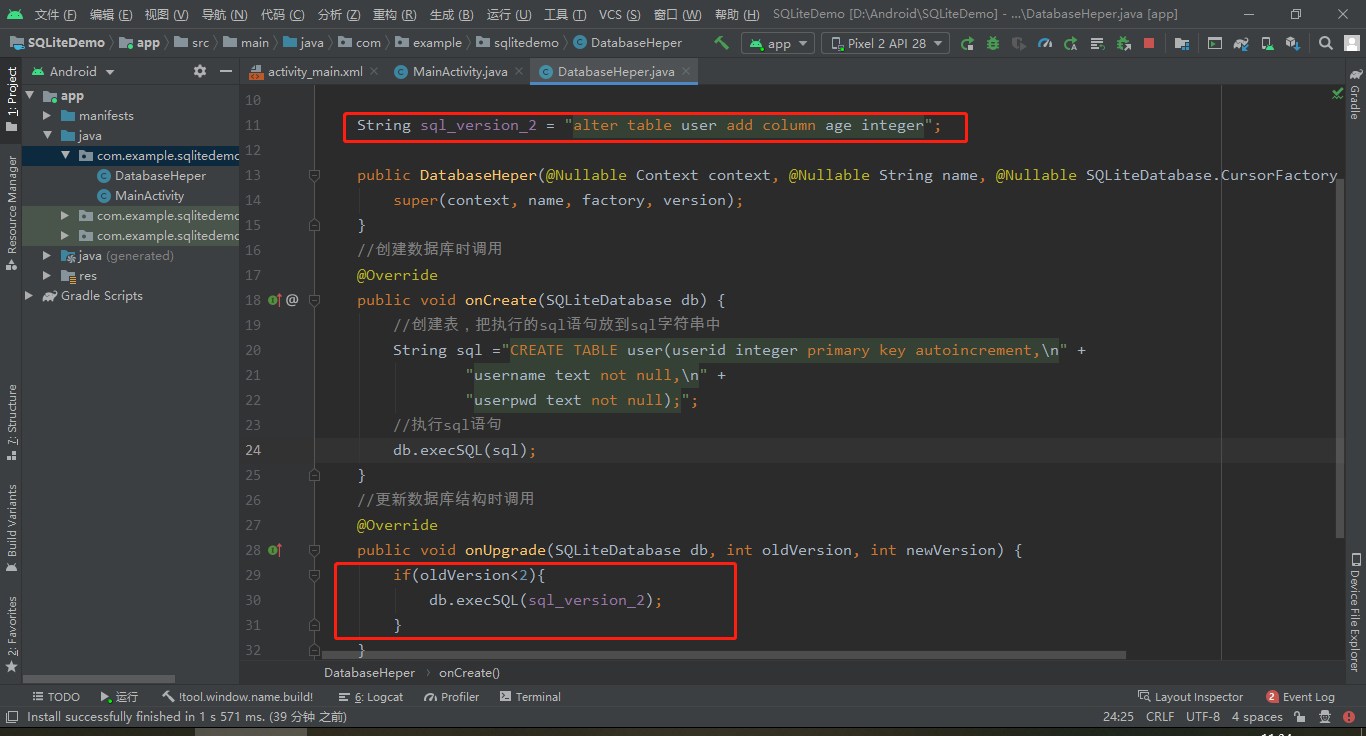 文件 (F) 编辑 (E) 视图 (V) 导航 (N) 代码 (C) 分析 (Z) 重构 (R) 生成 (B) 运行 (U) 工具 (T) VCS (S) 窗口 (W) 帮助 (H) SQLiteDemo [D:\Android\SQLiteDemo] - ...\DatabaseHeper.java [app]
SQLiteDemo app src main java com example sqlitedemo DatabaseHeper app Pixel 2 API 28
Android activity_main.xml MainActivity.java DatabaseHeper.java
1: Project
Resource Manager
7: Structure
Build Variants
2: Favorites
app
manifests
java
com.example.sqlitedemo
DatabaseHeper
MainActivity
com.example.sqlitedemo
com.example.sqlitedemo
java (generated)
res
Gradle Scripts
10
11 String sql_version_2 = "alter table user add column age integer";
12
13 public DatabaseHeper(@Nullable Context context, @Nullable String name, @Nullable SQLiteDatabase.CursorFactory
14 super(context, name, factory, version);
15 }
16 //创建数据库时调用
17 @Override
18 @ public void onCreate(SQLiteDatabase db) {
19 //创建表，把执行的sql语句放到sql字符串中
20 String sql ="CREATE TABLE user(userid integer primary key autoincrement,\n" +
21 "username text not null,\n" +
22 "userpwd text not null);";
23 //执行sql语句
24 db.execSQL(sql);
25 }
26 //更新数据库结构时调用
27 @Override
28 public void onUpgrade(SQLiteDatabase db, int oldVersion, int newVersion) {
29 if(oldVersion<2){
30 db.execSQL(sql_version_2);
31 }
32 }
Gradle
Device File Explorer
DatabaseHeper onCreate()
TODO 运行 !tool.window.name.build! 6: Logcat Profiler Terminal Layout Inspector 2 Event Log
Install successfully finished in 1 s 571 ms. (39 分钟 之前) 24:25 CRLF UTF-8 4 spaces